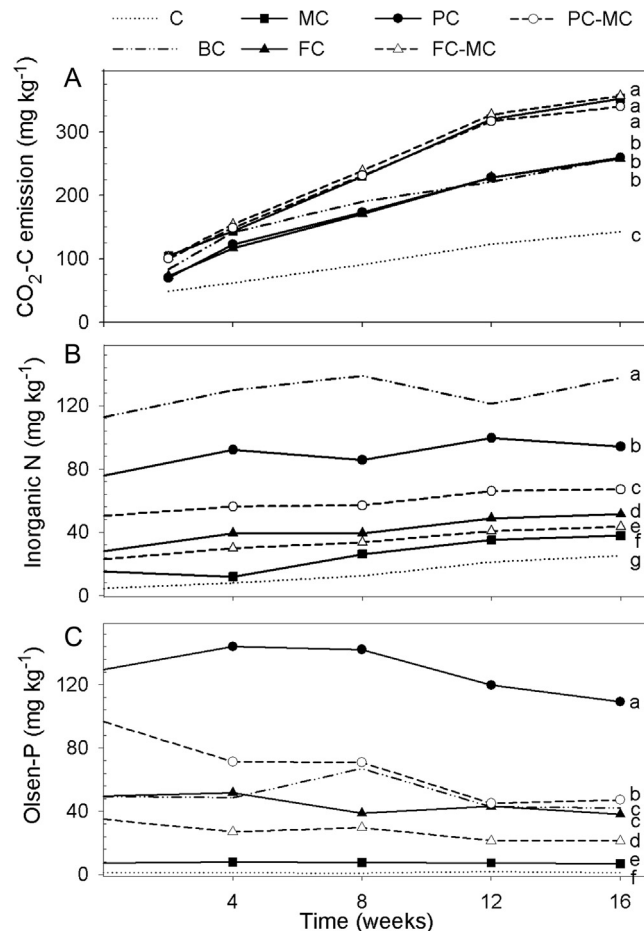 C MC PC PC-MC
BC FC FC-MC
A
CO₂-C emission (mg kg⁻¹)
300
200
100
0
a
a
a
b
b
b
c
B
Inorganic N (mg kg⁻¹)
120
80
40
0
a
b
c
d
e
f
g
C
Olsen-P (mg kg⁻¹)
120
80
40
0
a
b
c
c
d
e
f
4 8 12 16
Time (weeks)